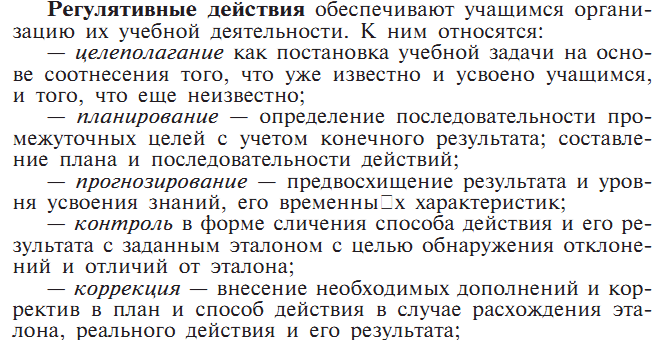 Регулятивные действия обеспечивают учащимся органи-
зацию их учебной деятельности. К ним относятся:
— целеполагание как постановка учебной задачи на осно-
ве соотнесения того, что уже известно и усвоено учащимся,
и того, что еще неизвестно;
— планирование — определение последовательности про-
межуточных целей с учетом конечного результата; составле-
ние плана и последовательности действий;
— прогнозирование — предвосхищение результата и уров-
ня усвоения знаний, его временны□х характеристик;
— контроль в форме сличения способа действия и его ре-
зультата с заданным эталоном с целью обнаружения отклоне-
ний и отличий от эталона;
— коррекция — внесение необходимых дополнений и кор-
ректив в план и способ действия в случае расхождения эта-
лона, реального действия и его результата;